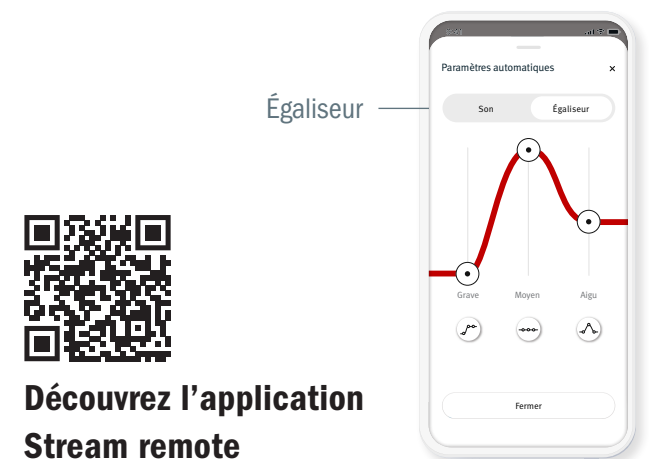 Paramètres automatiques
Son
Égaliseur
Égaliseur
Grave
Moyen
Aigu
Fermer
Découvrez l’application
Stream remote